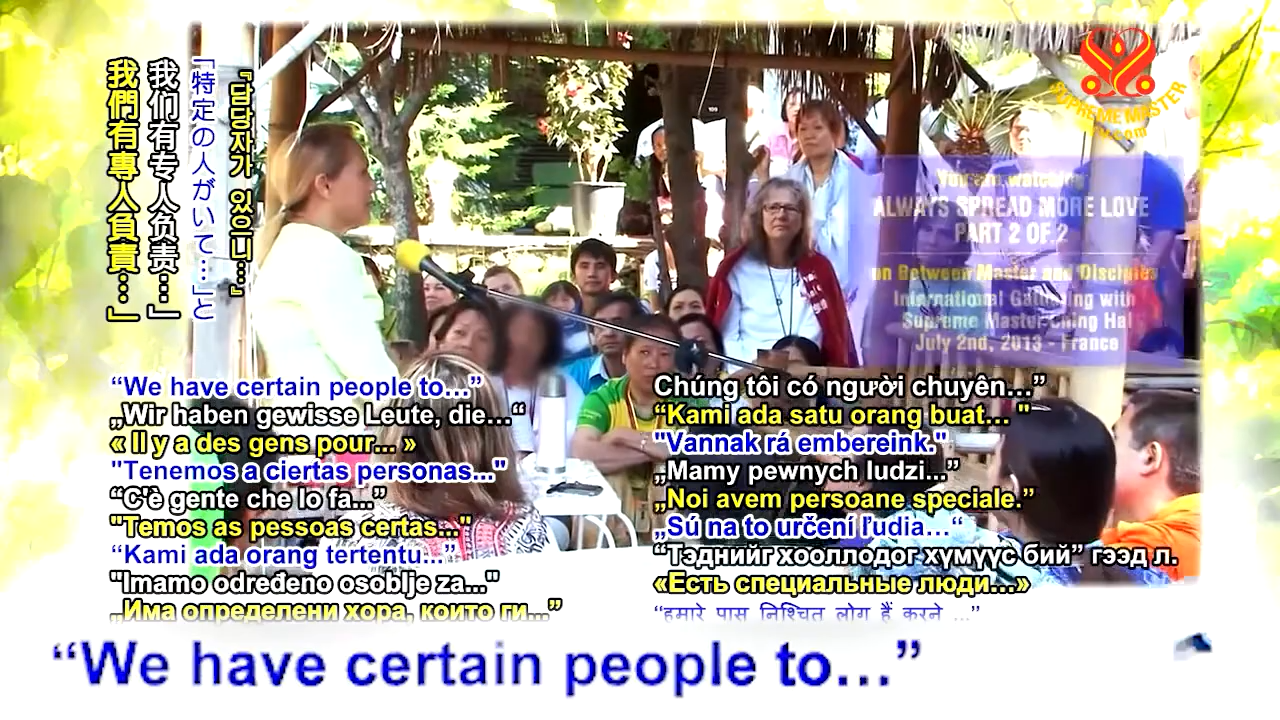 『담당자가 있으니…』
「特定の人がいて…」と
我们有专人负责…」
我們有專人負責…」
SUPREME MASTER
TV.com
You are watching
ALWAYS SPREAD MORE LOVE
PART 2 OF 2
on Between Master and Disciples
International Gathering with
Supreme Master Ching Hai
July 2nd, 2013 - France
“We have certain people to…”
„Wir haben gewisse Leute, die…“
« Il y a des gens pour... »
"Tenemos a ciertas personas..."
“C'è gente che lo fa...”
"Temos as pessoas certas..."
“Kami ada orang tertentu...”
"Imamo određeno osoblje za..."
„Има определени хора, които ги...”
Chúng tôi có người chuyên…”
“Kami ada satu orang buat… "
"Vannak rá embereink."
„Mamy pewnych ludzi...”
„Noi avem persoane speciale.”
„Sú na to určení ľudia…“
“Тэднийг хооллодог хүмүүс бий” гээд л.
«Есть специальные люди…»
“हमारे पास निश्चित लोग हैं करने ...”
“We have certain people to…”